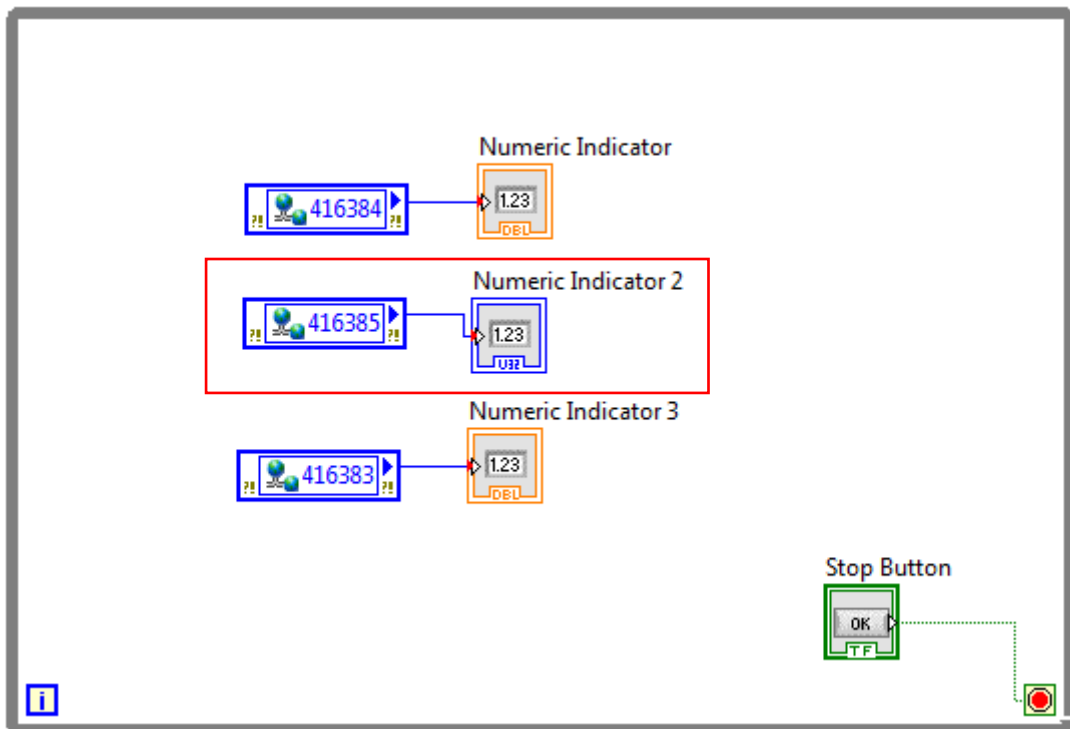 Numeric Indicator
?! 416384 ?! 1.23
DBL
Numeric Indicator 2
?! 416385 ?! 1.23
U32
Numeric Indicator 3
?! 416383 ?! 1.23
DBL
Stop Button
OK
TF
i